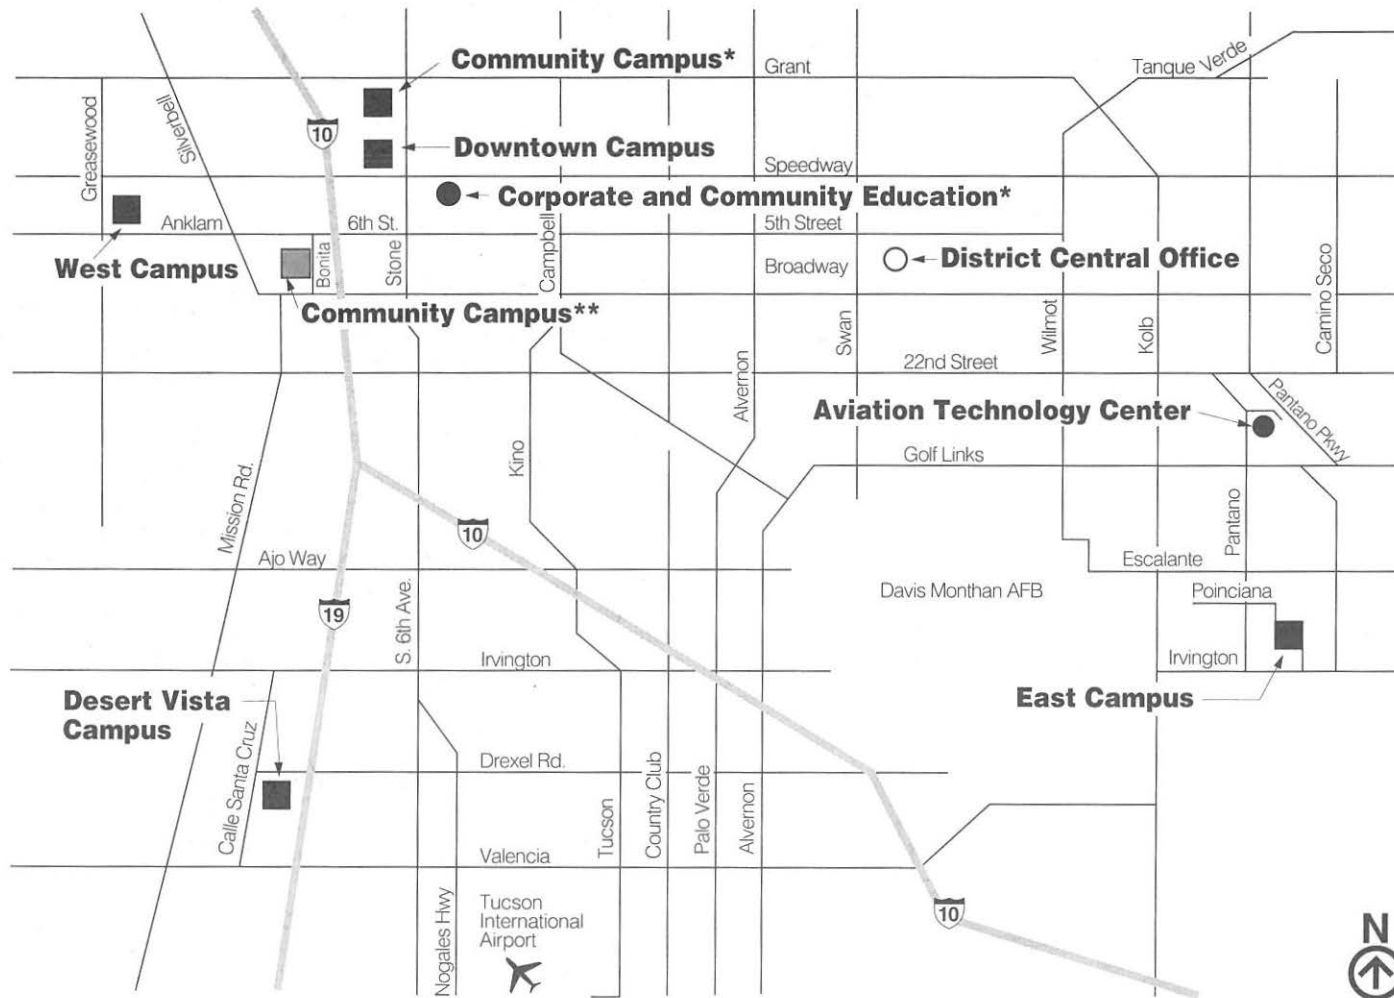 Community Campus*
Grant
Tanque Verde
Greasewood
Silverbell
10
Downtown Campus
Speedway
Corporate and Community Education*
Anklam
6th St.
5th Street
West Campus
Bonita
Stone
Campbell
Broadway
District Central Office
Community Campus**
Swan
Wilmot
Kolb
Camino Seco
22nd Street
Alvernon
Aviation Technology Center
Pantano Pkwy
Kino
Golf Links
Mission Rd.
10
Pantano
Ajo Way
Escalante
19
S. 6th Ave.
Davis Monthan AFB
Poinciana
Irvington
Irvington
Desert Vista
Campus
East Campus
Calle Santa Cruz
Drexel Rd.
Tucson
Country Club
Palo Verde
Alvernon
Valencia
Nogales Hwy
Tucson
International
Airport
10
N